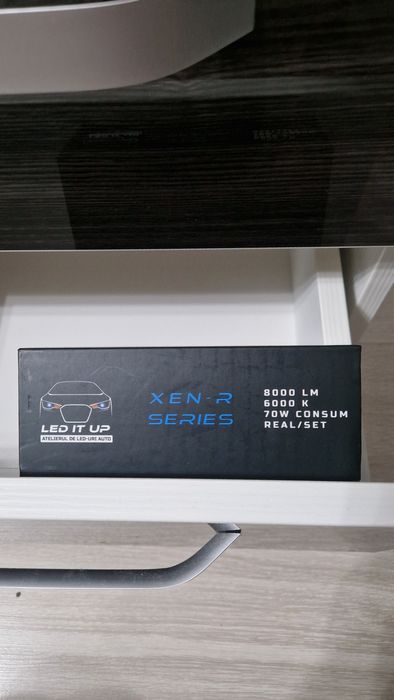 LED IT UP
ATELIERUL DE LED-URI AUTO
XEN-R
SERIES
8000 LM
6000 K
70W CONSUM
REAL/SET